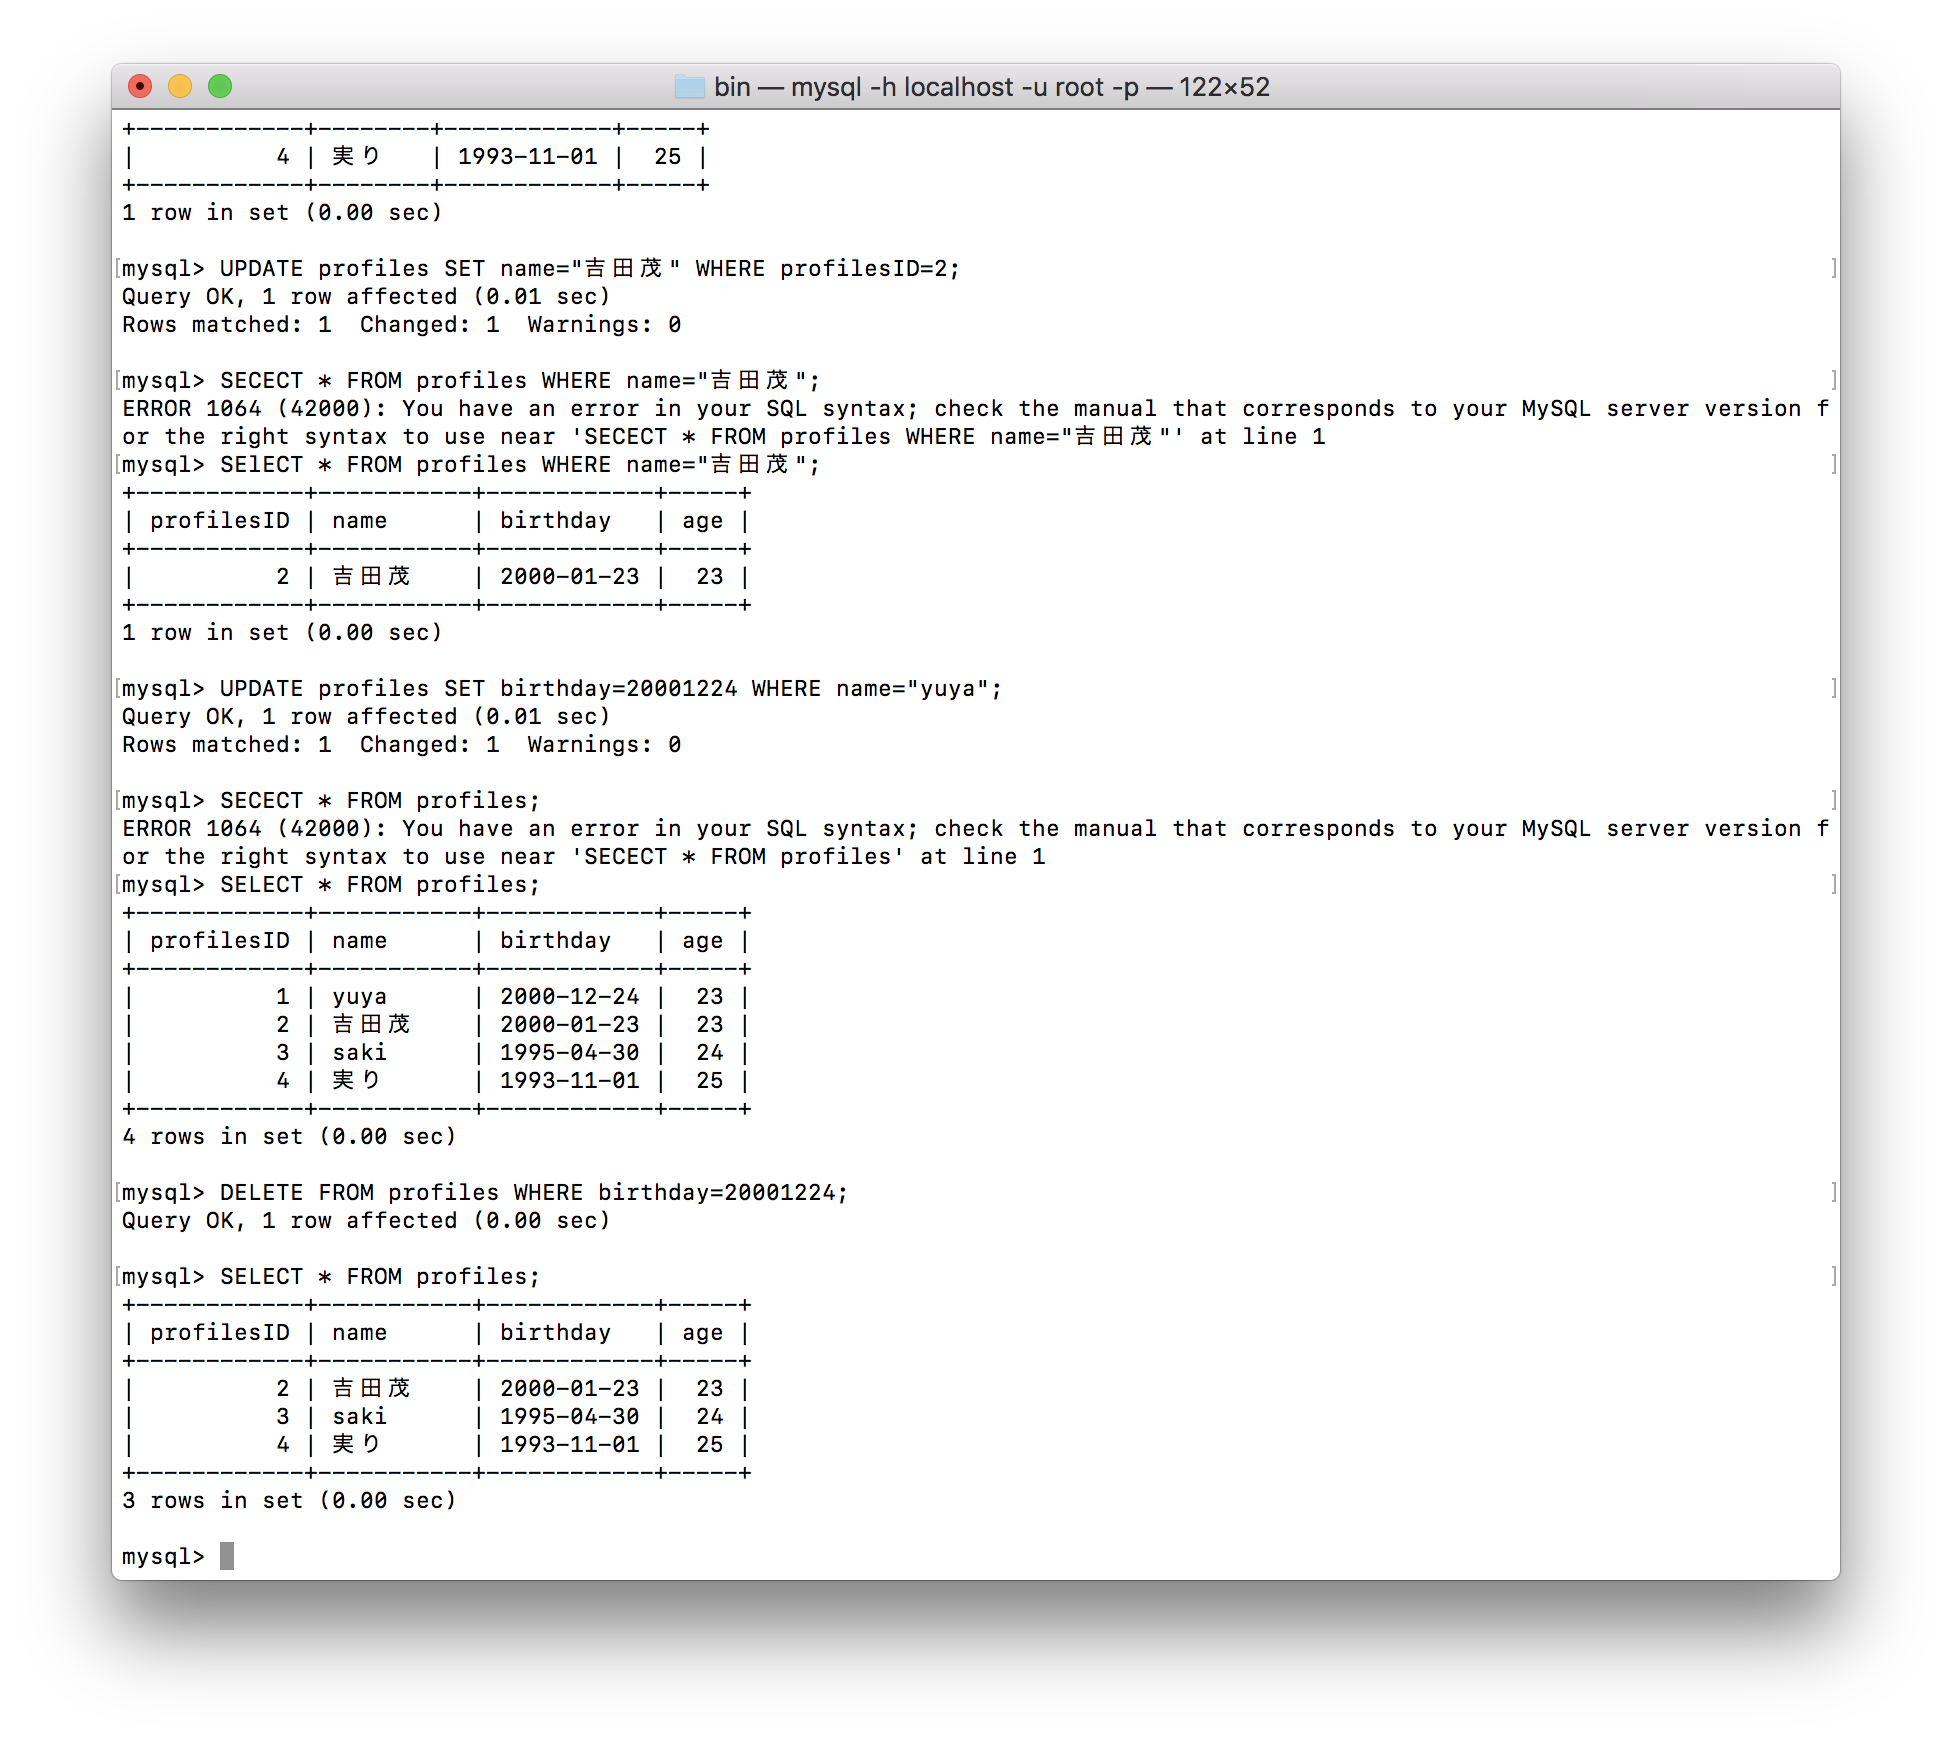 bin — mysql -h localhost -u root -p — 122×52
+------------+--------+------------+-----+
|          4 | 実り   | 1993-11-01 |  25 |
+------------+--------+------------+-----+
1 row in set (0.00 sec)
mysql> UPDATE profiles SET name="吉田茂" WHERE profilesID=2;
Query OK, 1 row affected (0.01 sec)
Rows matched: 1  Changed: 1  Warnings: 0
mysql> SECECT * FROM profiles WHERE name="吉田茂";
ERROR 1064 (42000): You have an error in your SQL syntax; check the manual that corresponds to your MySQL server version f
or the right syntax to use near 'SECECT * FROM profiles WHERE name="吉田茂"' at line 1
mysql> SElECT * FROM profiles WHERE name="吉田茂";
+------------+-----------+------------+-----+
| profilesID | name      | birthday   | age |
+------------+-----------+------------+-----+
|          2 | 吉田茂    | 2000-01-23 |  23 |
+------------+-----------+------------+-----+
1 row in set (0.00 sec)
mysql> UPDATE profiles SET birthday=20001224 WHERE name="yuya";
Query OK, 1 row affected (0.01 sec)
Rows matched: 1  Changed: 1  Warnings: 0
mysql> SECECT * FROM profiles;
ERROR 1064 (42000): You have an error in your SQL syntax; check the manual that corresponds to your MySQL server version f
or the right syntax to use near 'SECECT * FROM profiles' at line 1
mysql> SELECT * FROM profiles;
+------------+-----------+------------+-----+
| profilesID | name      | birthday   | age |
+------------+-----------+------------+-----+
|          1 | yuya      | 2000-12-24 |  23 |
|          2 | 吉田茂    | 2000-01-23 |  23 |
|          3 | saki      | 1995-04-30 |  24 |
|          4 | 実り      | 1993-11-01 |  25 |
+------------+-----------+------------+-----+
4 rows in set (0.00 sec)
mysql> DELETE FROM profiles WHERE birthday=20001224;
Query OK, 1 row affected (0.00 sec)
mysql> SELECT * FROM profiles;
+------------+-----------+------------+-----+
| profilesID | name      | birthday   | age |
+------------+-----------+------------+-----+
|          2 | 吉田茂    | 2000-01-23 |  23 |
|          3 | saki      | 1995-04-30 |  24 |
|          4 | 実り      | 1993-11-01 |  25 |
+------------+-----------+------------+-----+
3 rows in set (0.00 sec)
mysql>